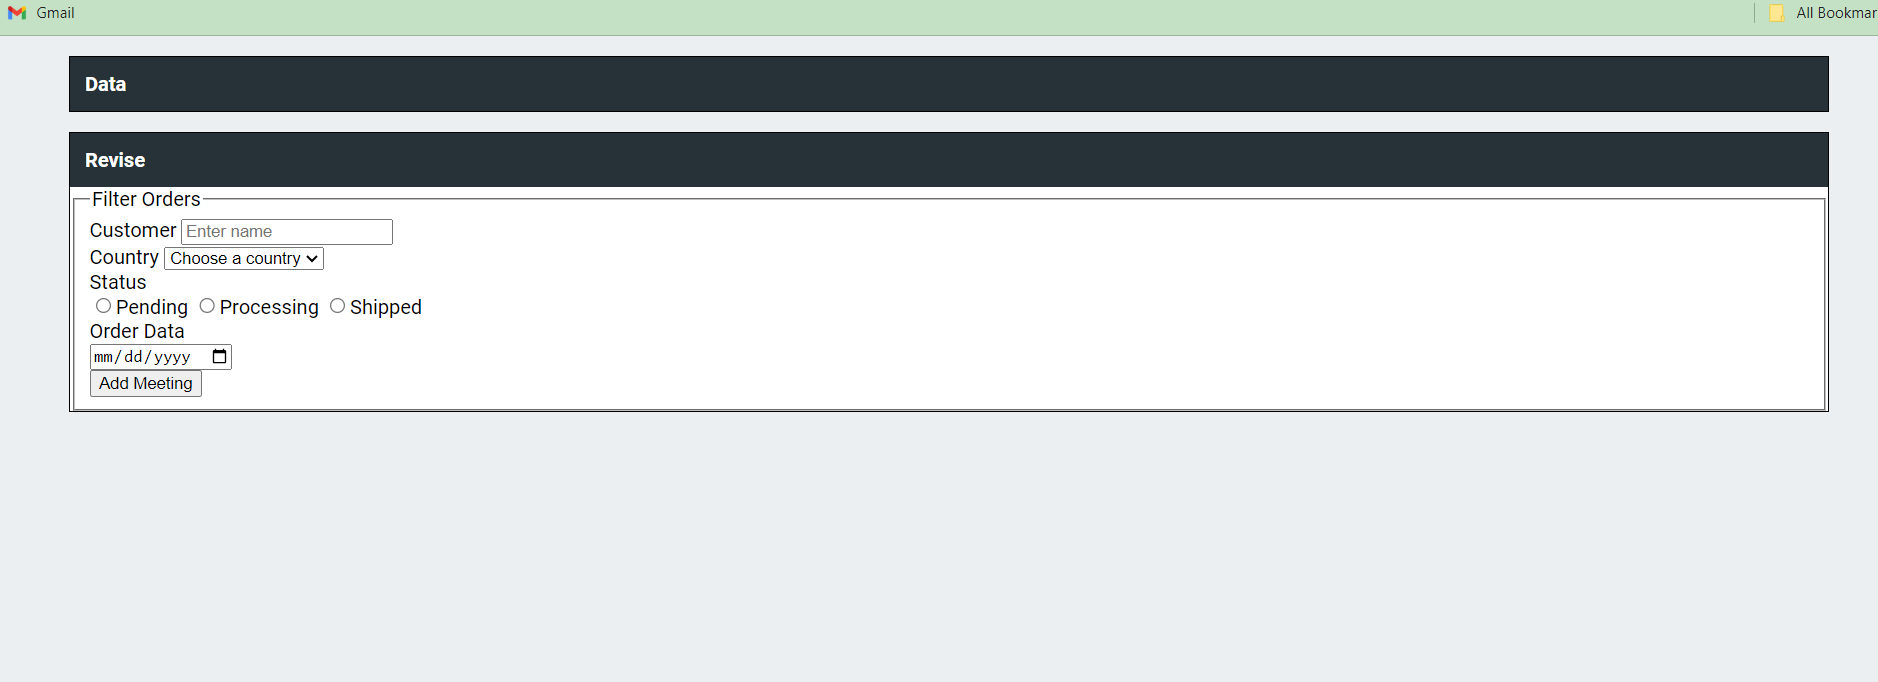 Gmail
All Bookmar
Data
Revise
Filter Orders
Customer Enter name
Country Choose a country
Status
Pending Processing Shipped
Order Data
mm/dd/yyyy
Add Meeting